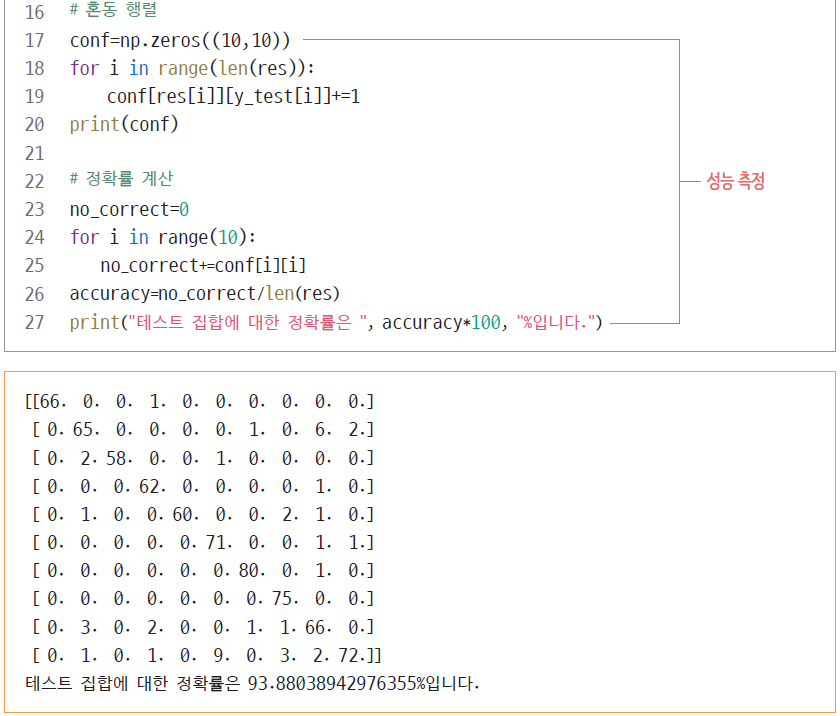 16 # 혼동 행렬
17 conf=np.zeros((10,10))
18 for i in range(len(res)):
19 conf[res[i]][y_test[i]]+=1
20 print(conf)
21
22 # 정확률 계산
성능 측정
23 no_correct=0
24 for i in range(10):
25 no_correct+=conf[i][i]
26 accuracy=no_correct/len(res)
27 print("테스트 집합에 대한 정확률은 ", accuracy*100, "%입니다.")
[[66. 0. 0. 1. 0. 0. 0. 0. 0. 0.]
[ 0. 65. 0. 0. 0. 0. 1. 0. 6. 2.]
[ 0. 2. 58. 0. 0. 1. 0. 0. 0. 0.]
[ 0. 0. 0. 62. 0. 0. 0. 0. 1. 0.]
[ 0. 1. 0. 0. 60. 0. 0. 2. 1. 0.]
[ 0. 0. 0. 0. 0. 71. 0. 0. 1. 1.]
[ 0. 0. 0. 0. 0. 0. 80. 0. 1. 0.]
[ 0. 0. 0. 0. 0. 0. 0. 75. 0. 0.]
[ 0. 3. 0. 2. 0. 0. 1. 1. 66. 0.]
[ 0. 1. 0. 1. 0. 9. 0. 3. 2. 72.]]
테스트 집합에 대한 정확률은 93.88038942976355%입니다.